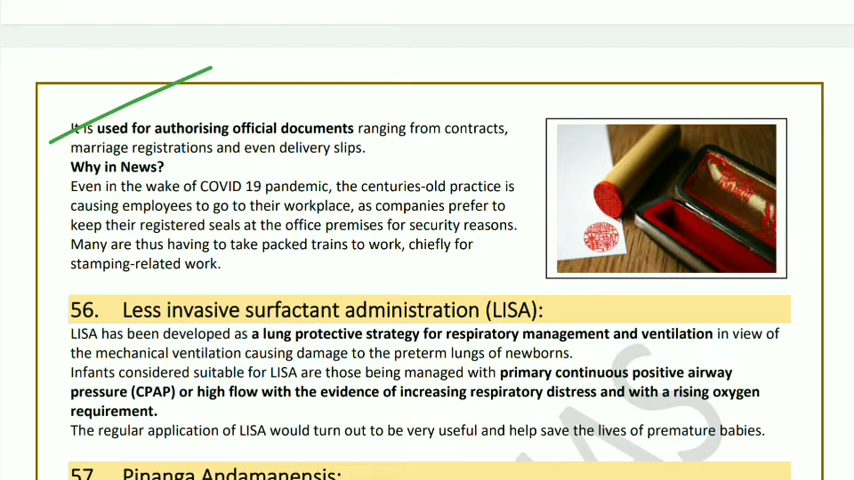 It is used for authorising official documents ranging from contracts,
marriage registrations and even delivery slips.
Why in News?
Even in the wake of COVID 19 pandemic, the centuries-old practice is
causing employees to go to their workplace, as companies prefer to
keep their registered seals at the office premises for security reasons.
Many are thus having to take packed trains to work, chiefly for
stamping-related work.
56. Less invasive surfactant administration (LISA):
LISA has been developed as a lung protective strategy for respiratory management and ventilation in view of
the mechanical ventilation causing damage to the preterm lungs of newborns.
Infants considered suitable for LISA are those being managed with primary continuous positive airway
pressure (CPAP) or high flow with the evidence of increasing respiratory distress and with a rising oxygen
requirement.
The regular application of LISA would turn out to be very useful and help save the lives of premature babies.
57. Pinanga Andamanensis: